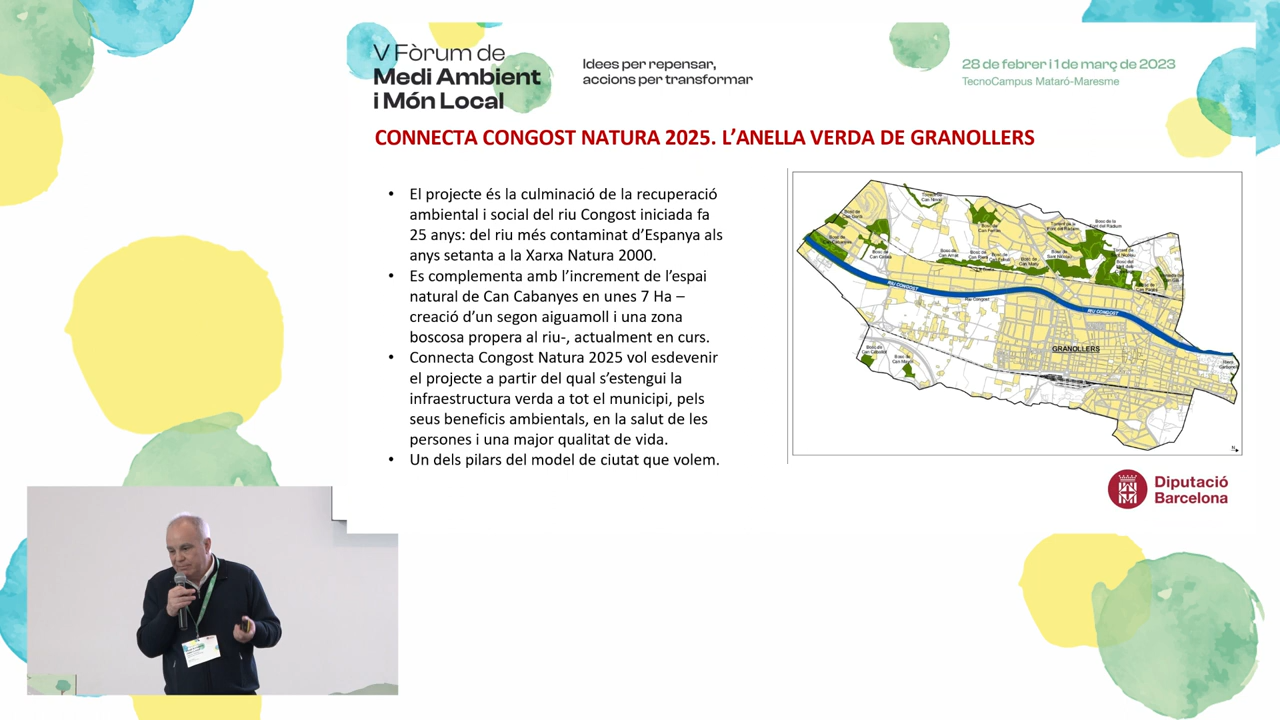 V Fòrum de
Medi Ambient
i Món Local
Idees per repensar,
accions per transformar
28 de febrer i 1 de març de 2023
TecnoCampus Mataró-Maresme
CONNECTA CONGOST NATURA 2025. L’ANELLA VERDA DE GRANOLLERS
• El projecte és la culminació de la recuperació
ambiental i social del riu Congost iniciada fa
25 anys: del riu més contaminat d’Espanya als
anys setanta a la Xarxa Natura 2000.
• Es complementa amb l’increment de l’espai
natural de Can Cabanyes en unes 7 Ha –
creació d’un segon aiguamoll i una zona
boscosa propera al riu-, actualment en curs.
• Connecta Congost Natura 2025 vol esdevenir
el projecte a partir del qual s’estengui la
infraestructura verda a tot el municipi, pels
seus beneficis ambientals, en la salut de les
persones i una major qualitat de vida.
• Un dels pilars del model de ciutat que volem.
RIU CONGOST
Riu Congost
RIU CONGOST
GRANOLLERS
Diputació
Barcelona